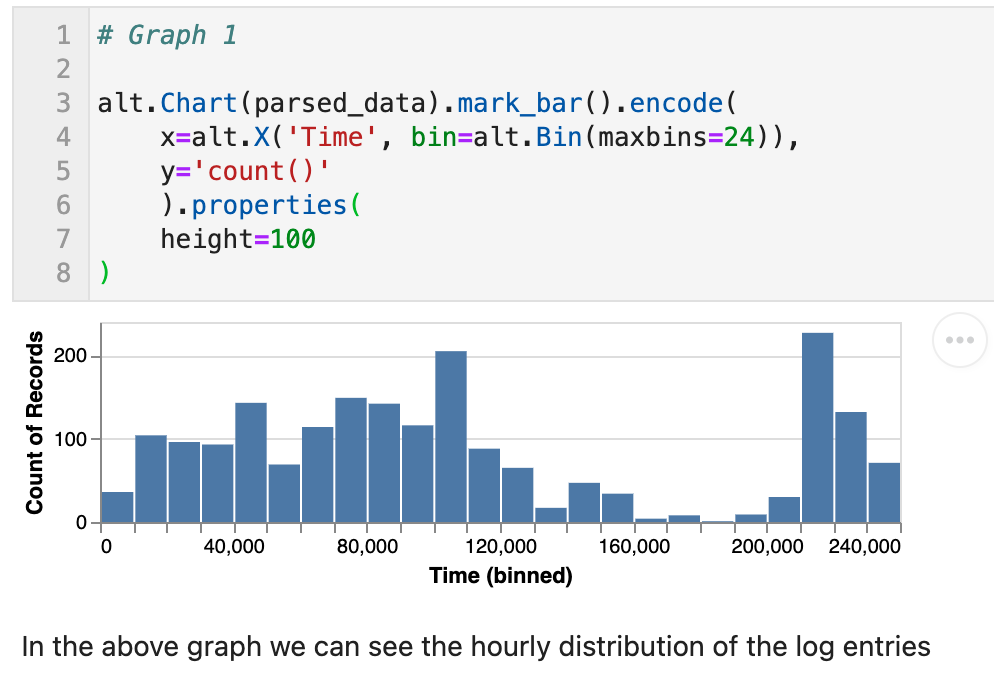 1 # Graph 1
2
3 alt.Chart(parsed_data).mark_bar().encode(
4     x=alt.X('Time', bin=alt.Bin(maxbins=24)),
5     y='count()'
6     ).properties(
7     height=100
8 )
Count of Records
200
100
0
0 40,000 80,000 120,000 160,000 200,000 240,000
Time (binned)
In the above graph we can see the hourly distribution of the log entries